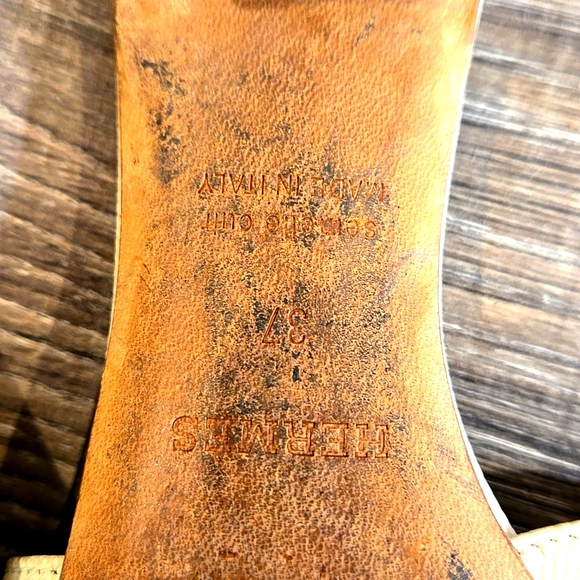 HERMES
37
semelle cuir
MADE IN ITALY